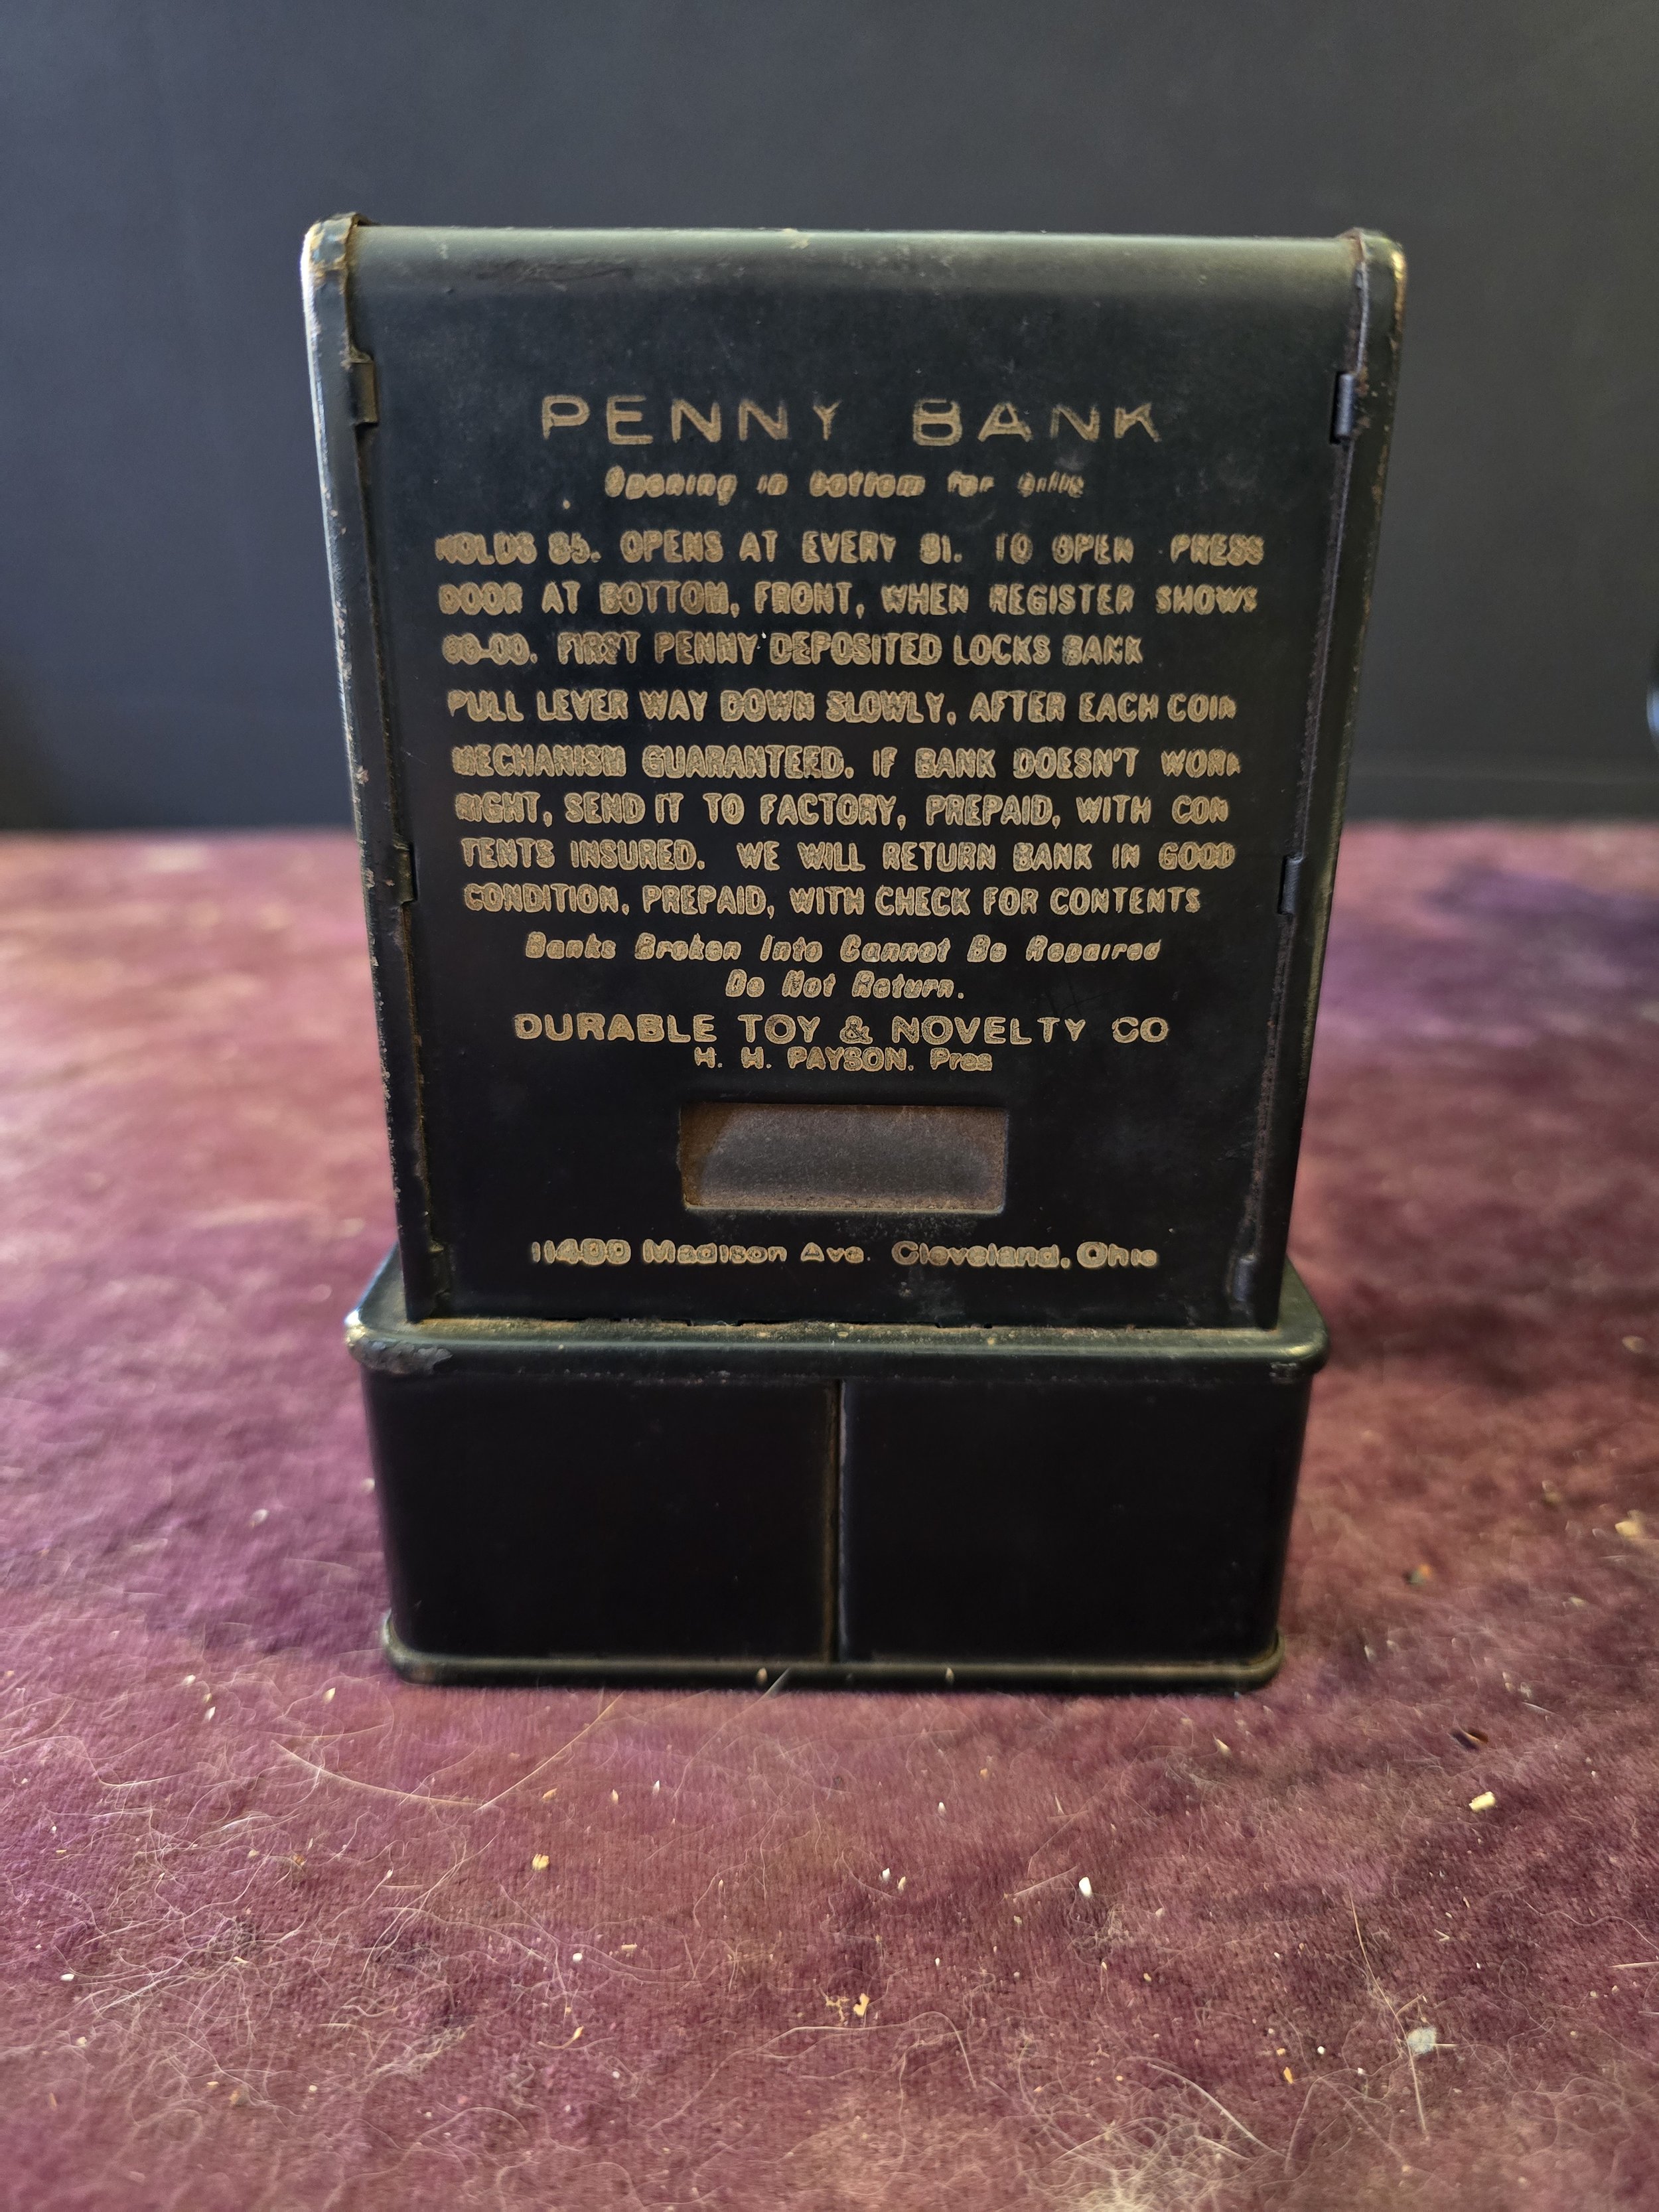 PENNY BANK
Opening in bottom for bills
HOLDS $5. OPENS AT EVERY $1. TO OPEN PRESS
DOOR AT BOTTOM, FRONT, WHEN REGISTER SHOWS
00-00. FIRST PENNY DEPOSITED LOCKS BANK
PULL LEVER WAY DOWN SLOWLY, AFTER EACH COIN
MECHANISM GUARANTEED. IF BANK DOESN'T WORK
RIGHT, SEND IT TO FACTORY, PREPAID, WITH CON
TENTS INSURED. WE WILL RETURN BANK IN GOOD
CONDITION, PREPAID, WITH CHECK FOR CONTENTS
Banks Broken Into Cannot Be Repaired
Do Not Return.
DURABLE TOY & NOVELTY CO
H. H. PAYSON. Pres
11400 Madison Ave. Cleveland, Ohio